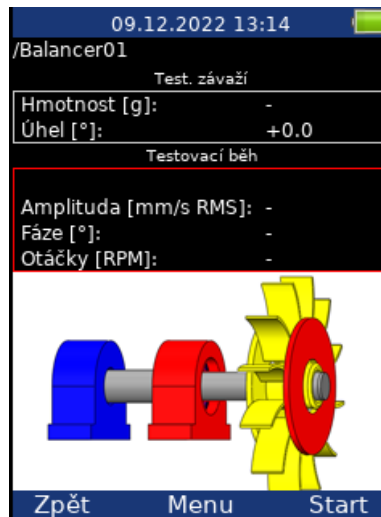 09.12.2022 13:14
/Balancer01
Test. závaží
Hmotnost [g]: -
Úhel [°]: +0.0
Testovací běh
Amplituda [mm/s RMS]: -
Fáze [°]: -
Otáčky [RPM]: -
Zpět Menu Start